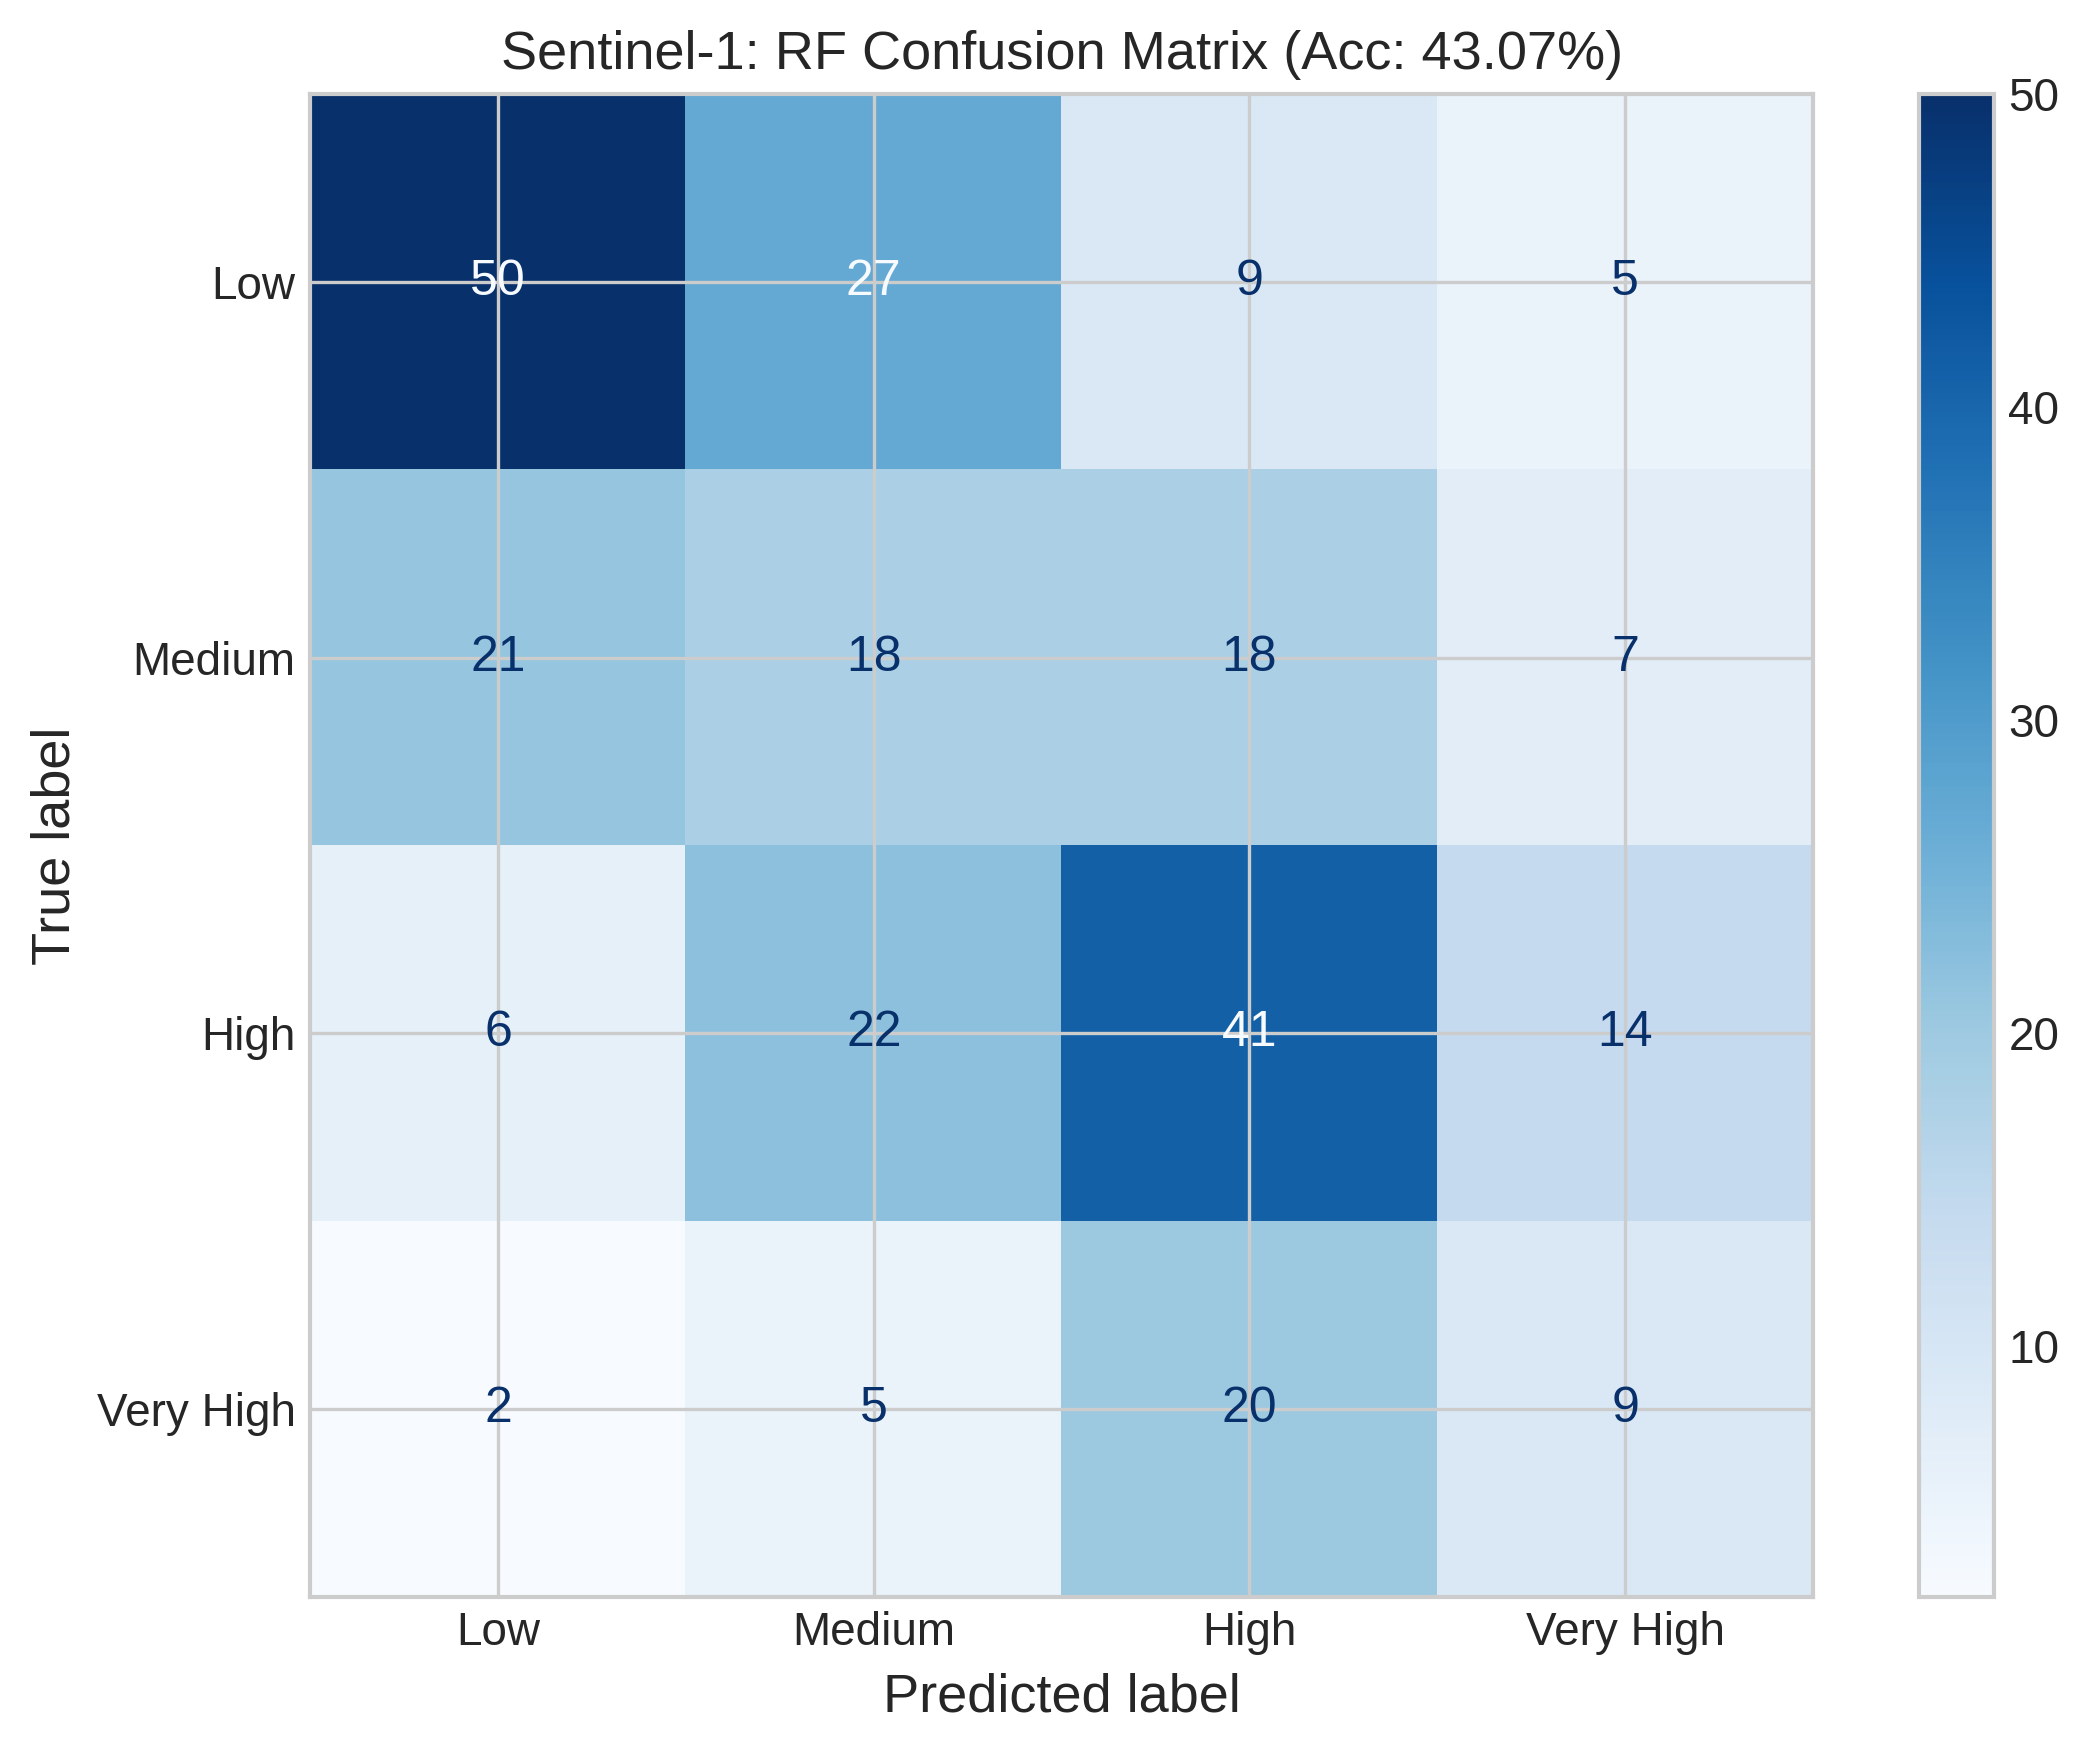 Sentinel-1: RF Confusion Matrix (Acc: 43.07%)
Low 50 27 9 5
Medium 21 18 18 7
High 6 22 41 14
Very High 2 5 20 9
Low Medium High Very High
Predicted label
True label
50
40
30
20
10